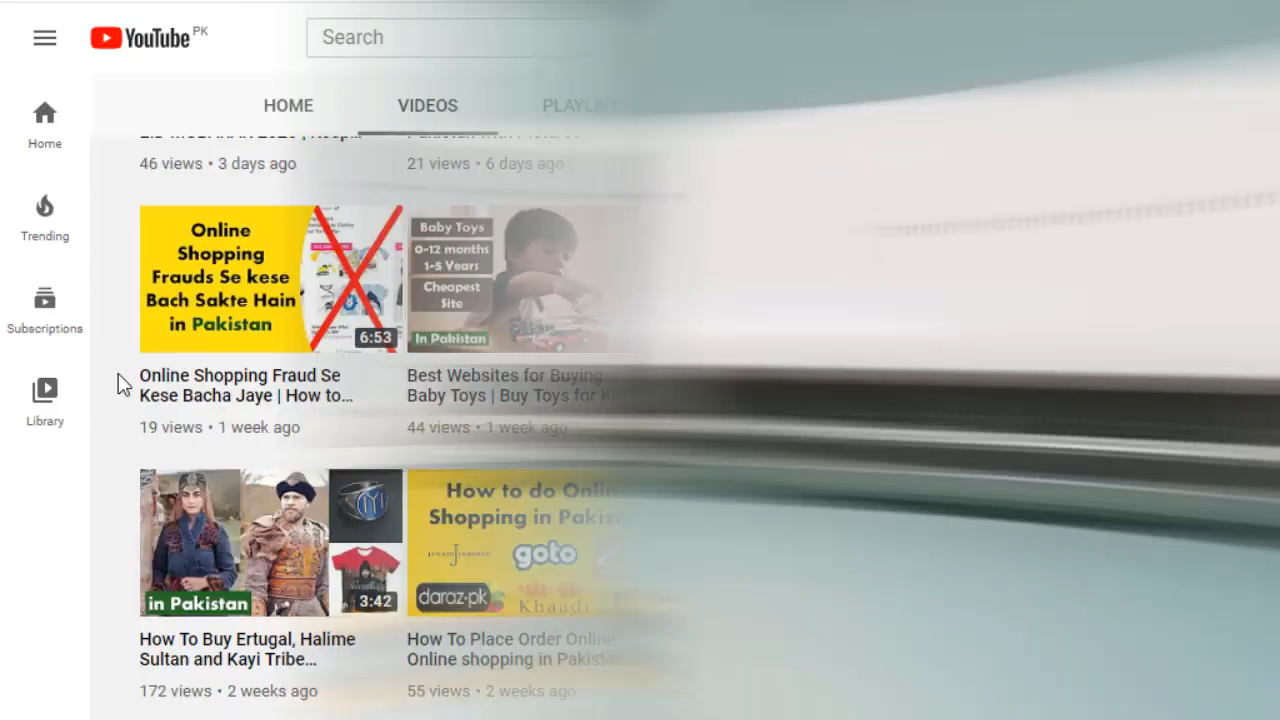 YouTube PK
Search
HOME VIDEOS PLAYLIS
Home
46 views • 3 days ago
21 views • 6 days ago
Trending
Online
Shopping
Frauds Se kese
Bach Sakte Hain
in Pakistan
6:53
Baby Toys
0-12 months
1-5 Years
Cheapest
Site
In Pakistan
Subscriptions
Online Shopping Fraud Se
Kese Bacha Jaye | How to...
19 views • 1 week ago
Best Websites for Buying
Baby Toys | Buy Toys for
44 views • 1 week ago
Library
in Pakistan
3:42
How to do Onlin
Shopping in Pakis
goto
daraz.pk
Khaadi
How To Buy Ertugal, Halime
Sultan and Kayi Tribe...
172 views • 2 weeks ago
How To Place Order Online
Online shopping in Pakistan
55 views • 2 weeks ago